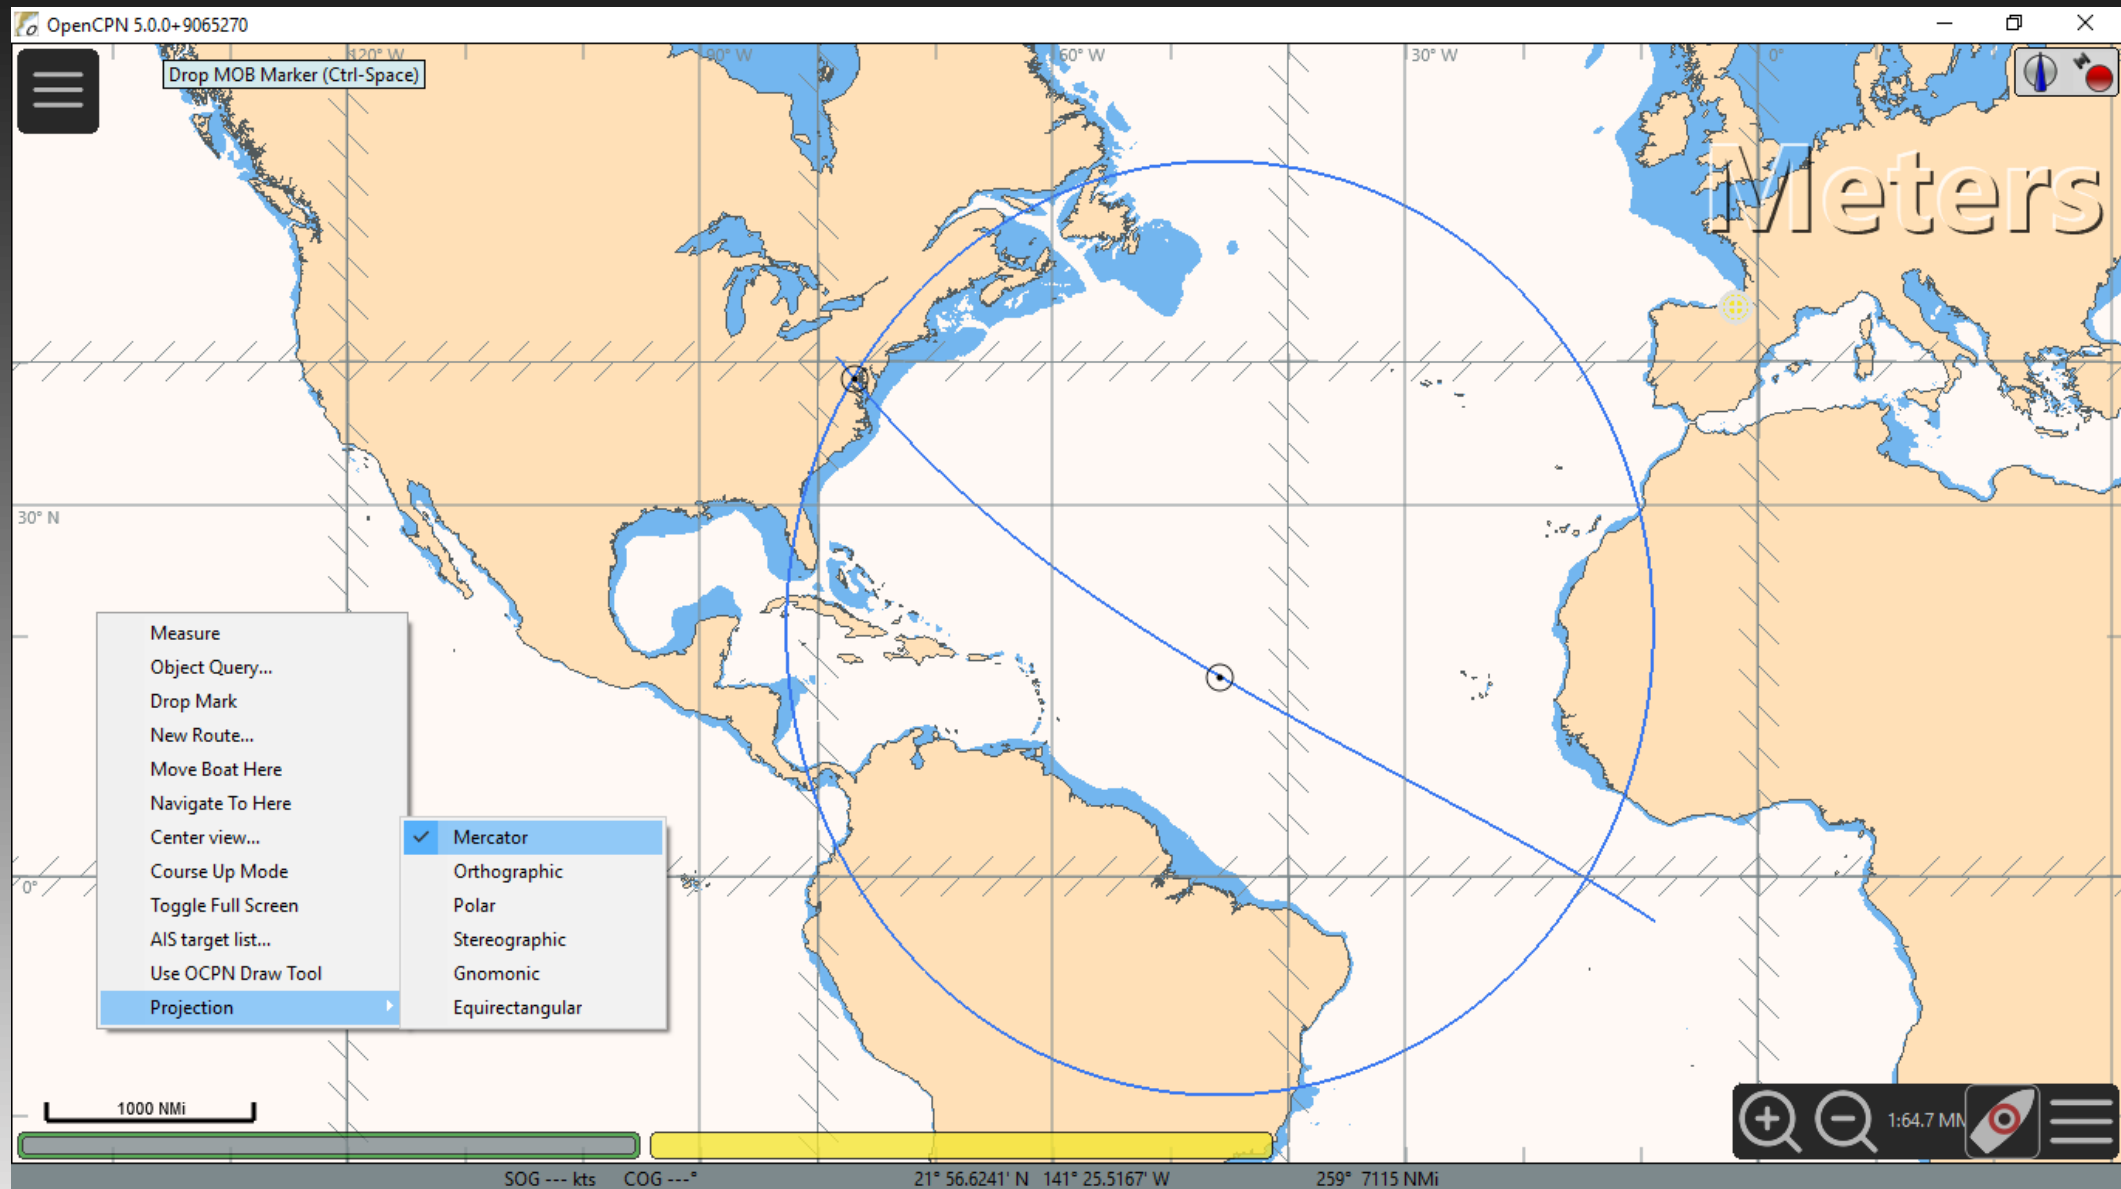 OpenCPN 5.0.0+9065270
120° W
90° W
60° W
30° W
0°
Drop MOB Marker (Ctrl-Space)
Meters
30° N
Measure
Object Query...
Drop Mark
New Route...
Move Boat Here
Navigate To Here
Center view...
Course Up Mode
Toggle Full Screen
AIS target list...
Use OCPN Draw Tool
Projection
Mercator
Orthographic
Polar
Stereographic
Gnomonic
Equirectangular
0°
1000 NMi
1:64.7 MM
SOG --- kts COG ---° 21° 56.6241' N 141° 25.5167' W 259° 7115 NMi